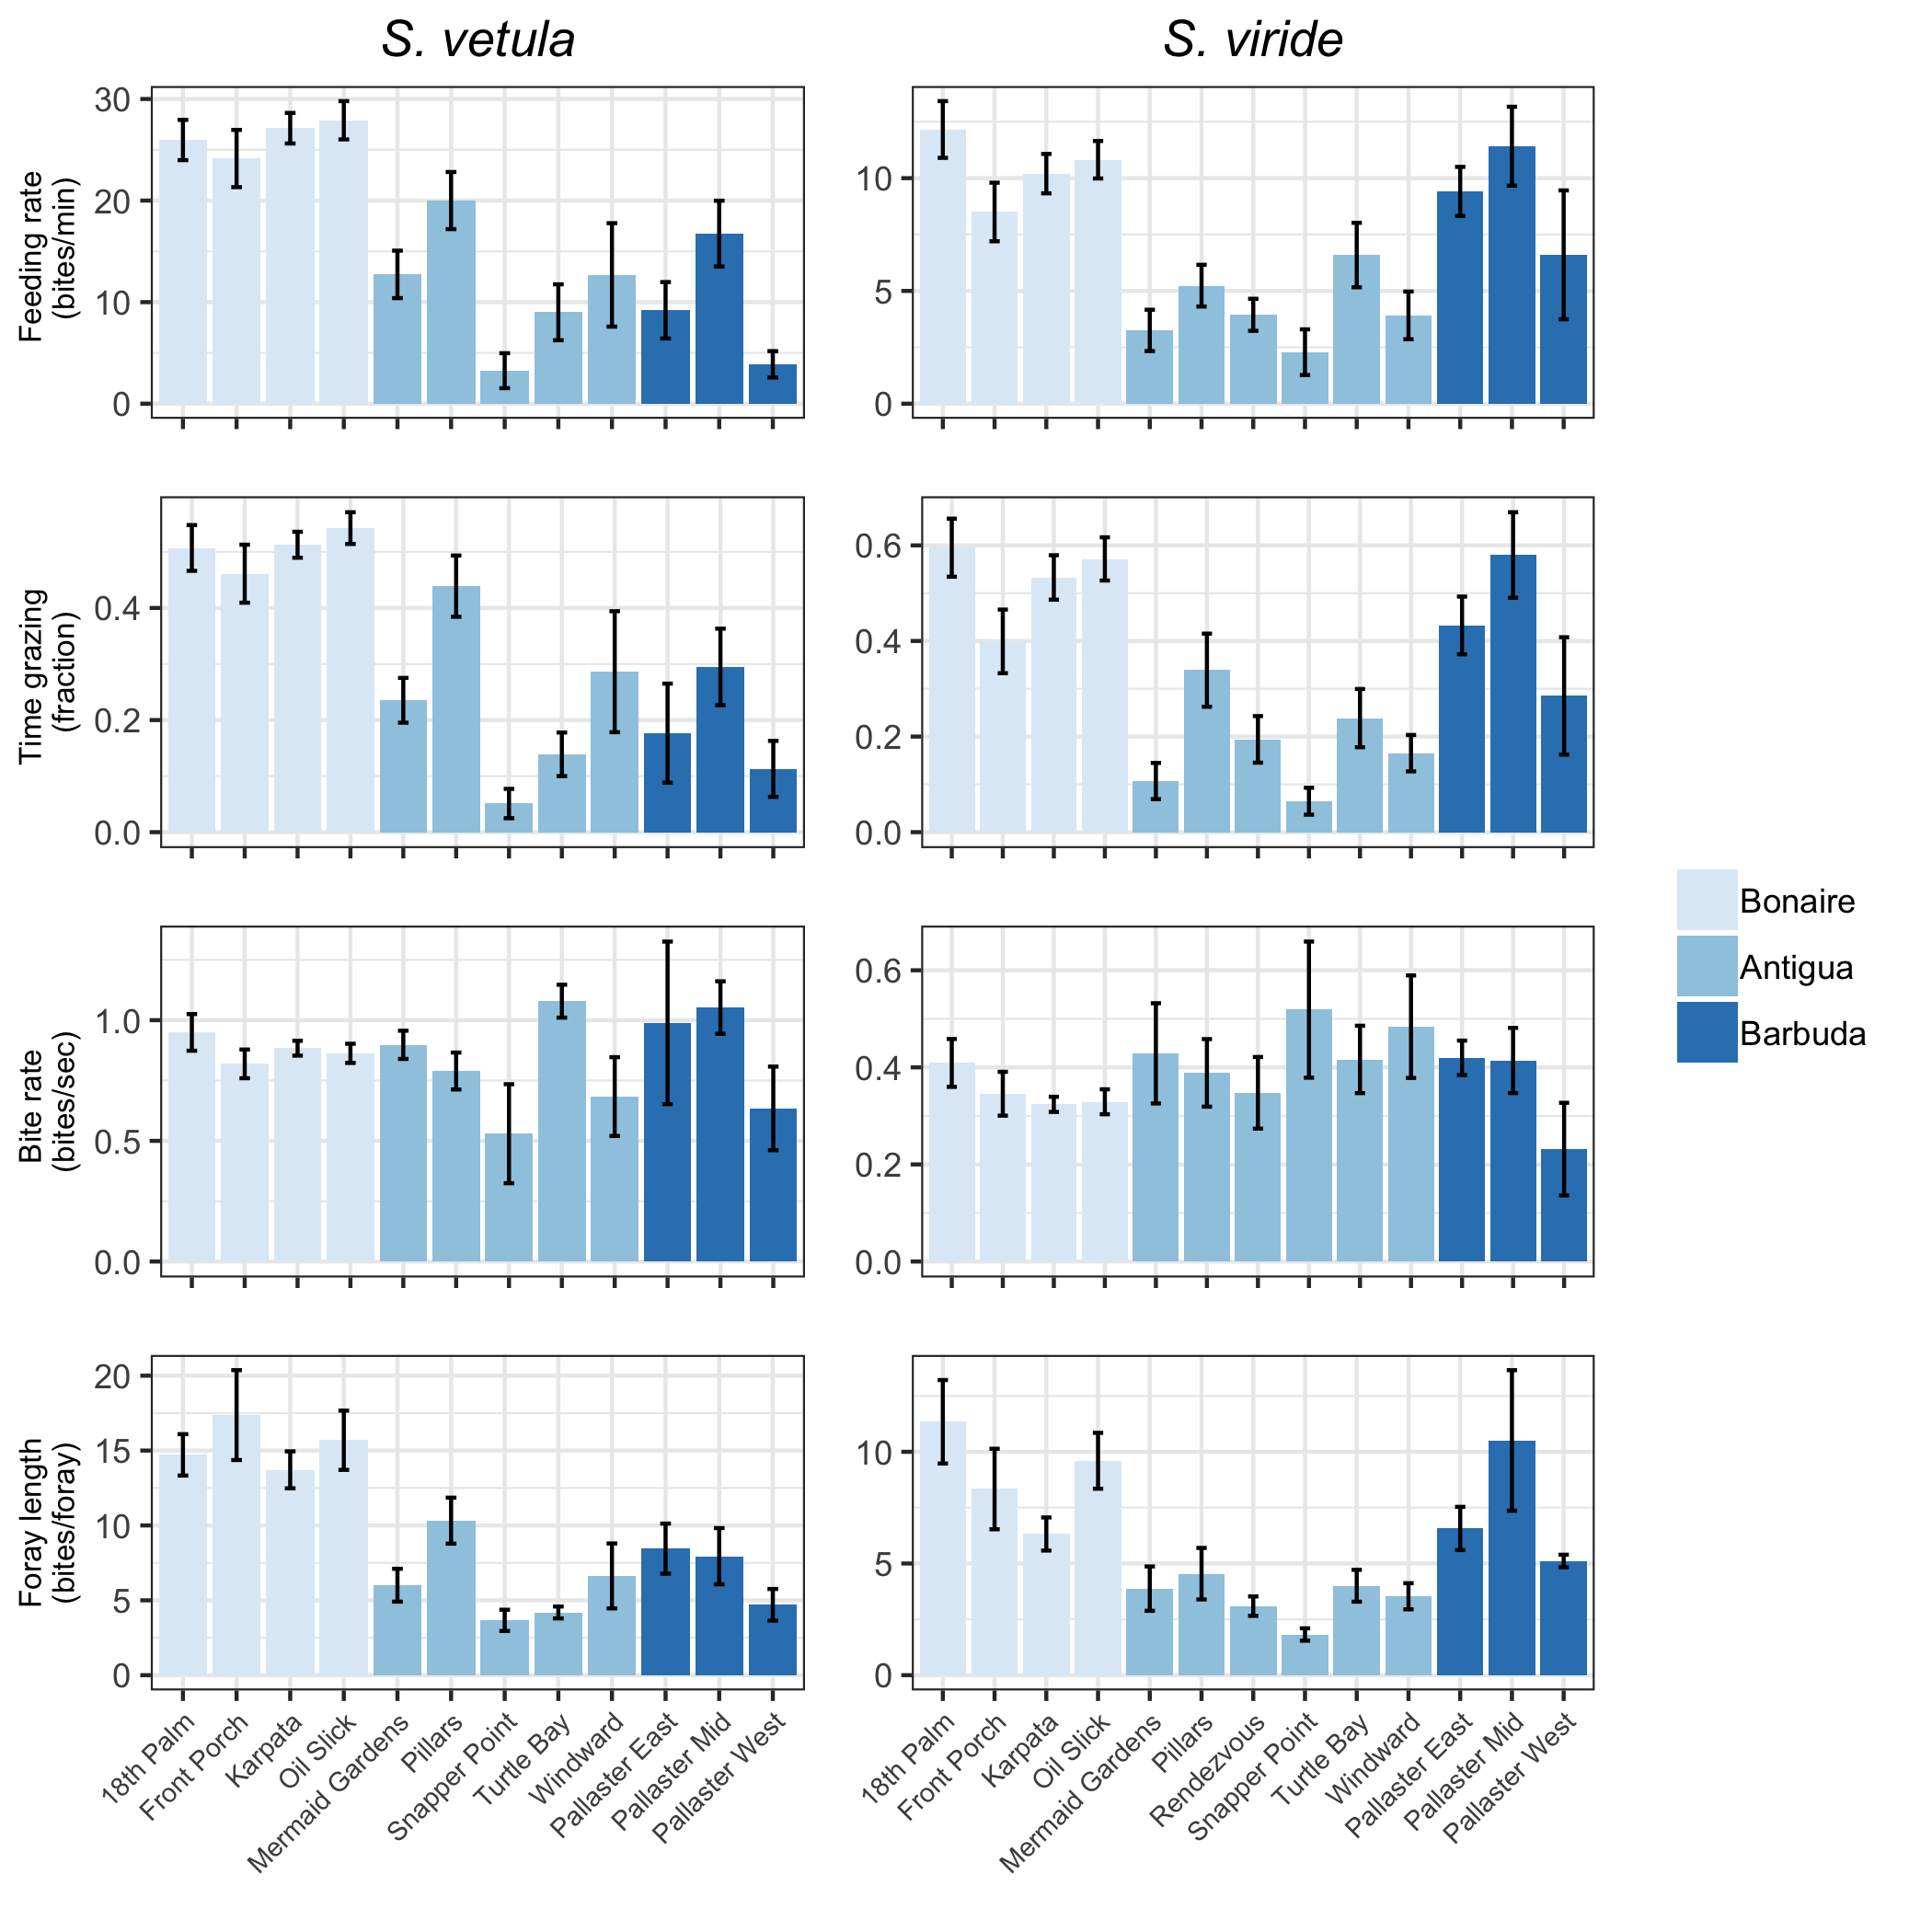 S. vetula
S. viride
Feeding rate
(bites/min)
30
20
10
0
10
5
0
Time grazing
(fraction)
0.4
0.2
0.0
0.6
0.4
0.2
0.0
Bite rate
(bites/sec)
1.0
0.5
0.0
0.6
0.4
0.2
0.0
Bonaire
Antigua
Barbuda
Foray length
(bites/foray)
20
15
10
5
0
10
5
0
18th Palm
Front Porch
Karpata
Oil Slick
Mermaid Gardens
Pillars
Snapper Point
Turtle Bay
Windward
Pallaster East
Pallaster Mid
Pallaster West
18th Palm
Front Porch
Karpata
Oil Slick
Mermaid Gardens
Pillars
Rendezvous
Snapper Point
Turtle Bay
Windward
Pallaster East
Pallaster Mid
Pallaster West